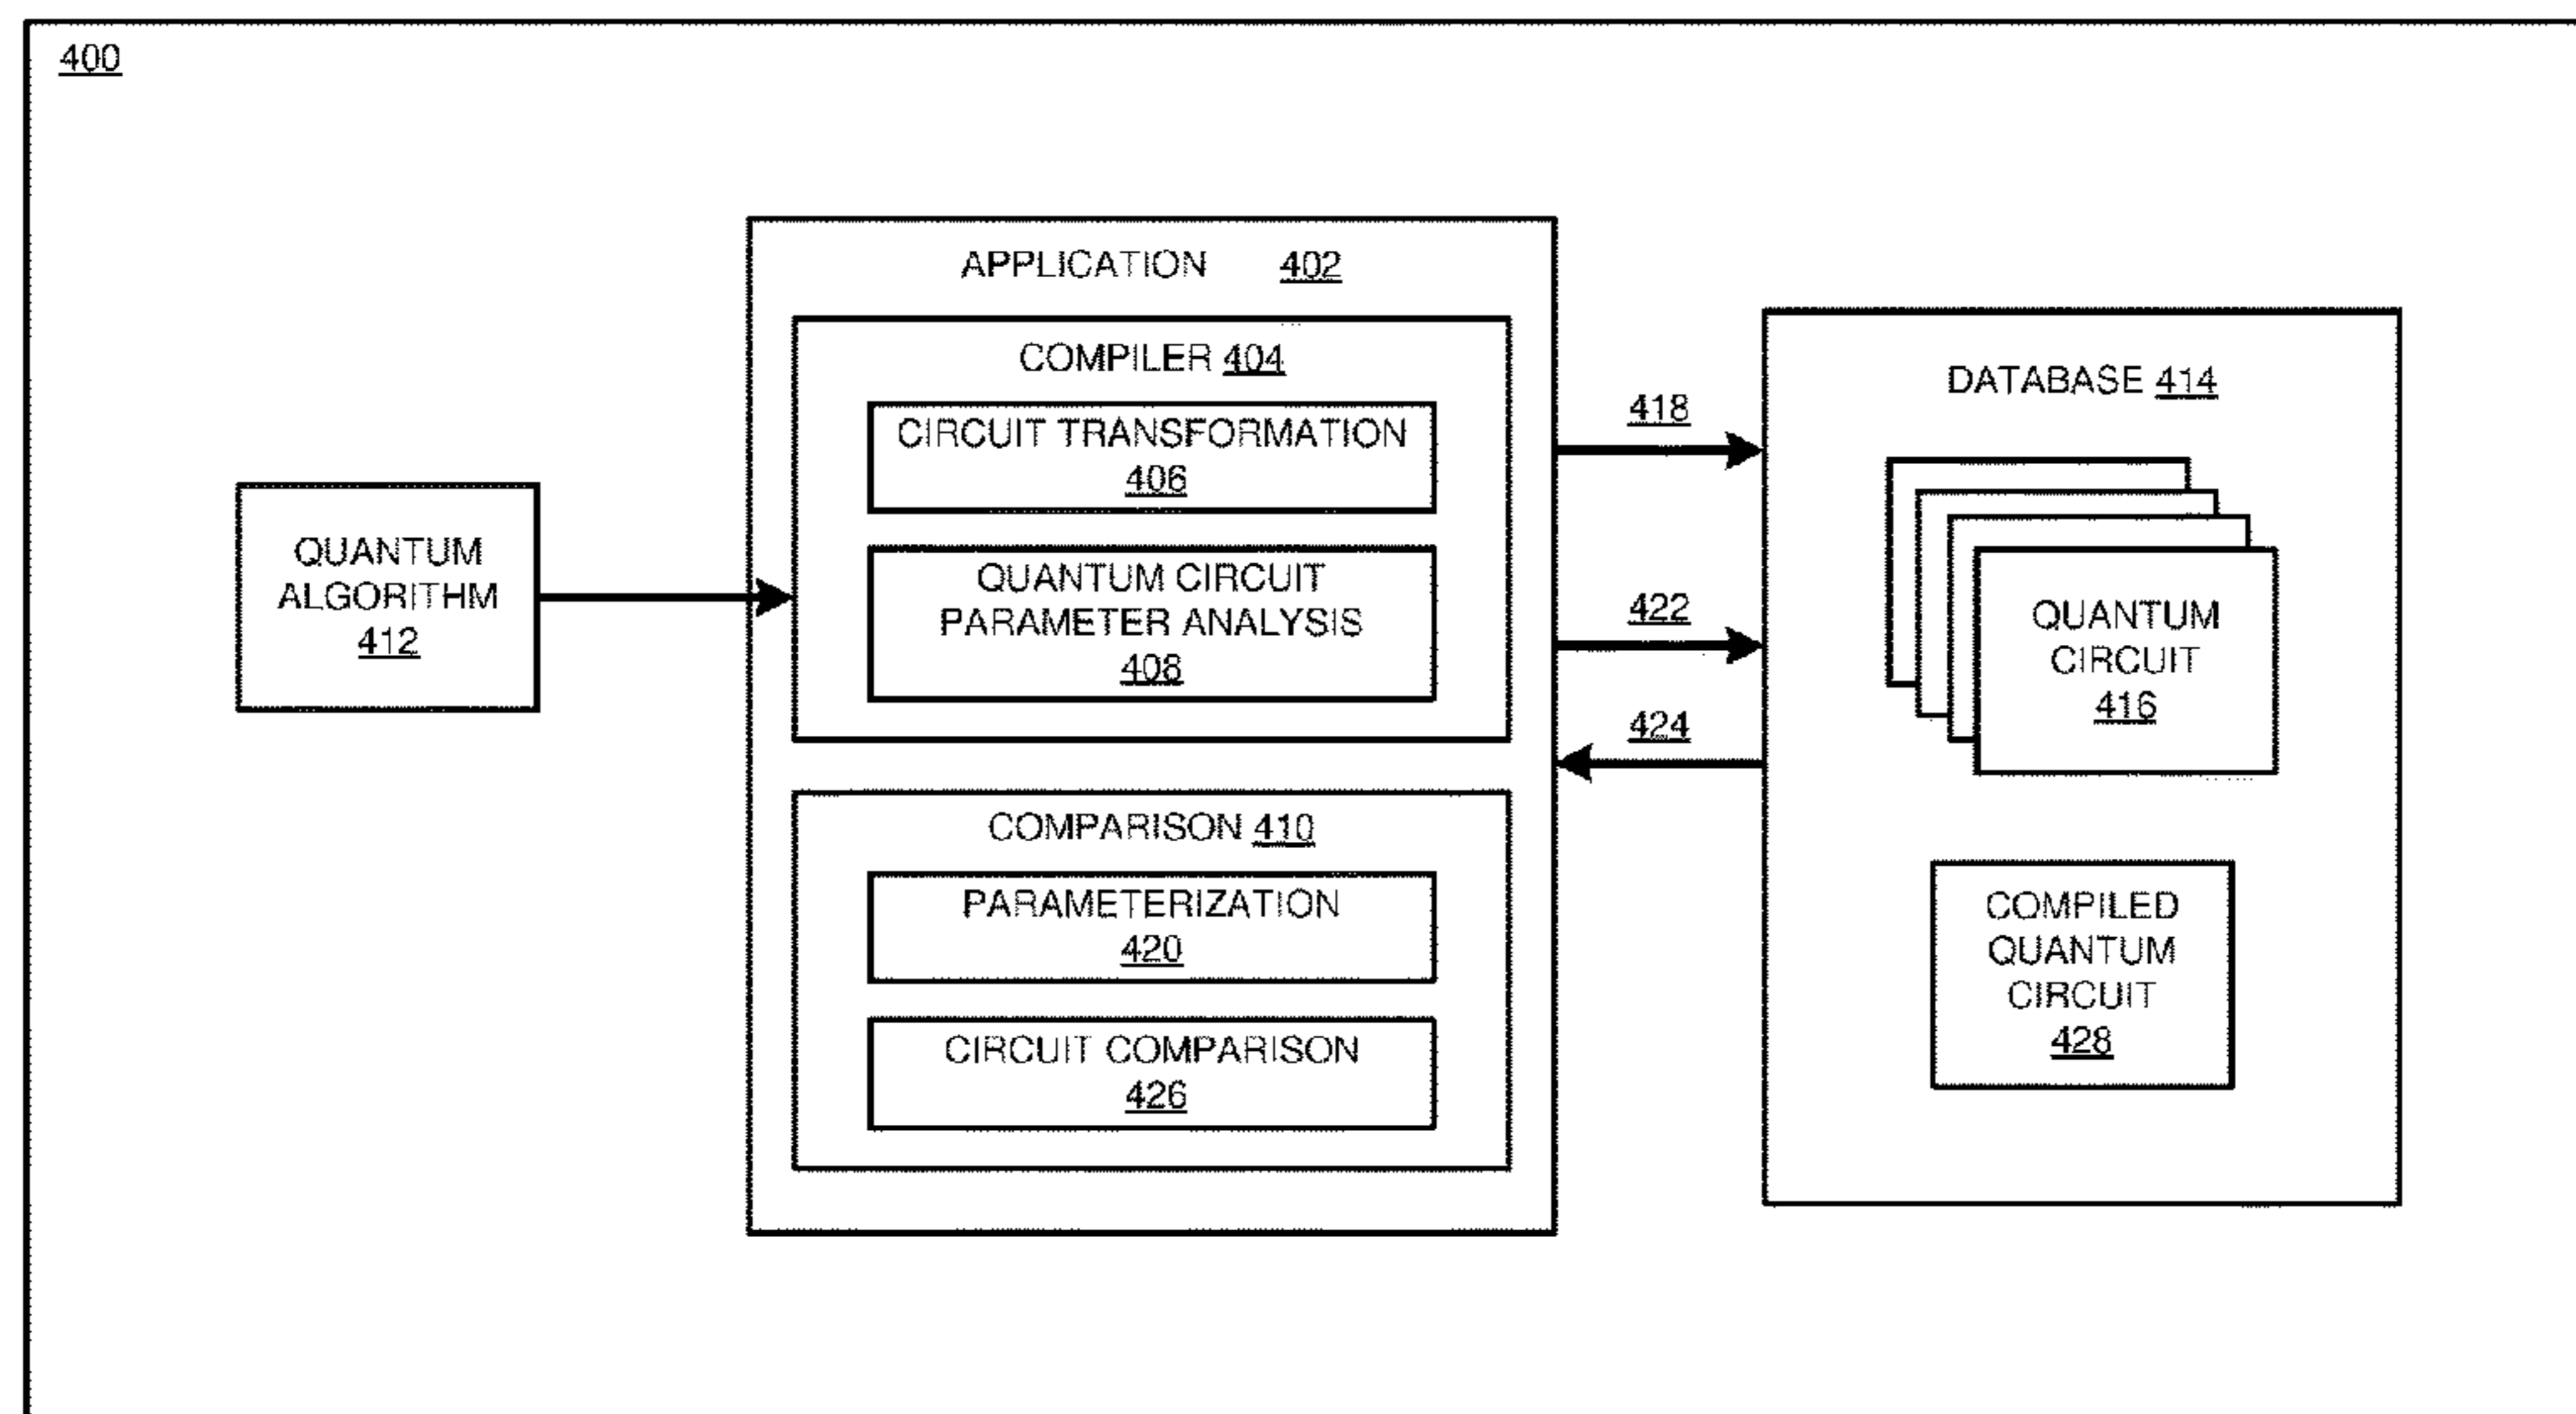 400
APPLICATION 402
COMPILER 404
CIRCUIT TRANSFORMATION
406
QUANTUM CIRCUIT
PARAMETER ANALYSIS
408
COMPARISON 410
PARAMETERIZATION
420
CIRCUIT COMPARISON
426
QUANTUM
ALGORITHM
412
418
422
424
DATABASE 414
QUANTUM
CIRCUIT
416
COMPILED
QUANTUM
CIRCUIT
428